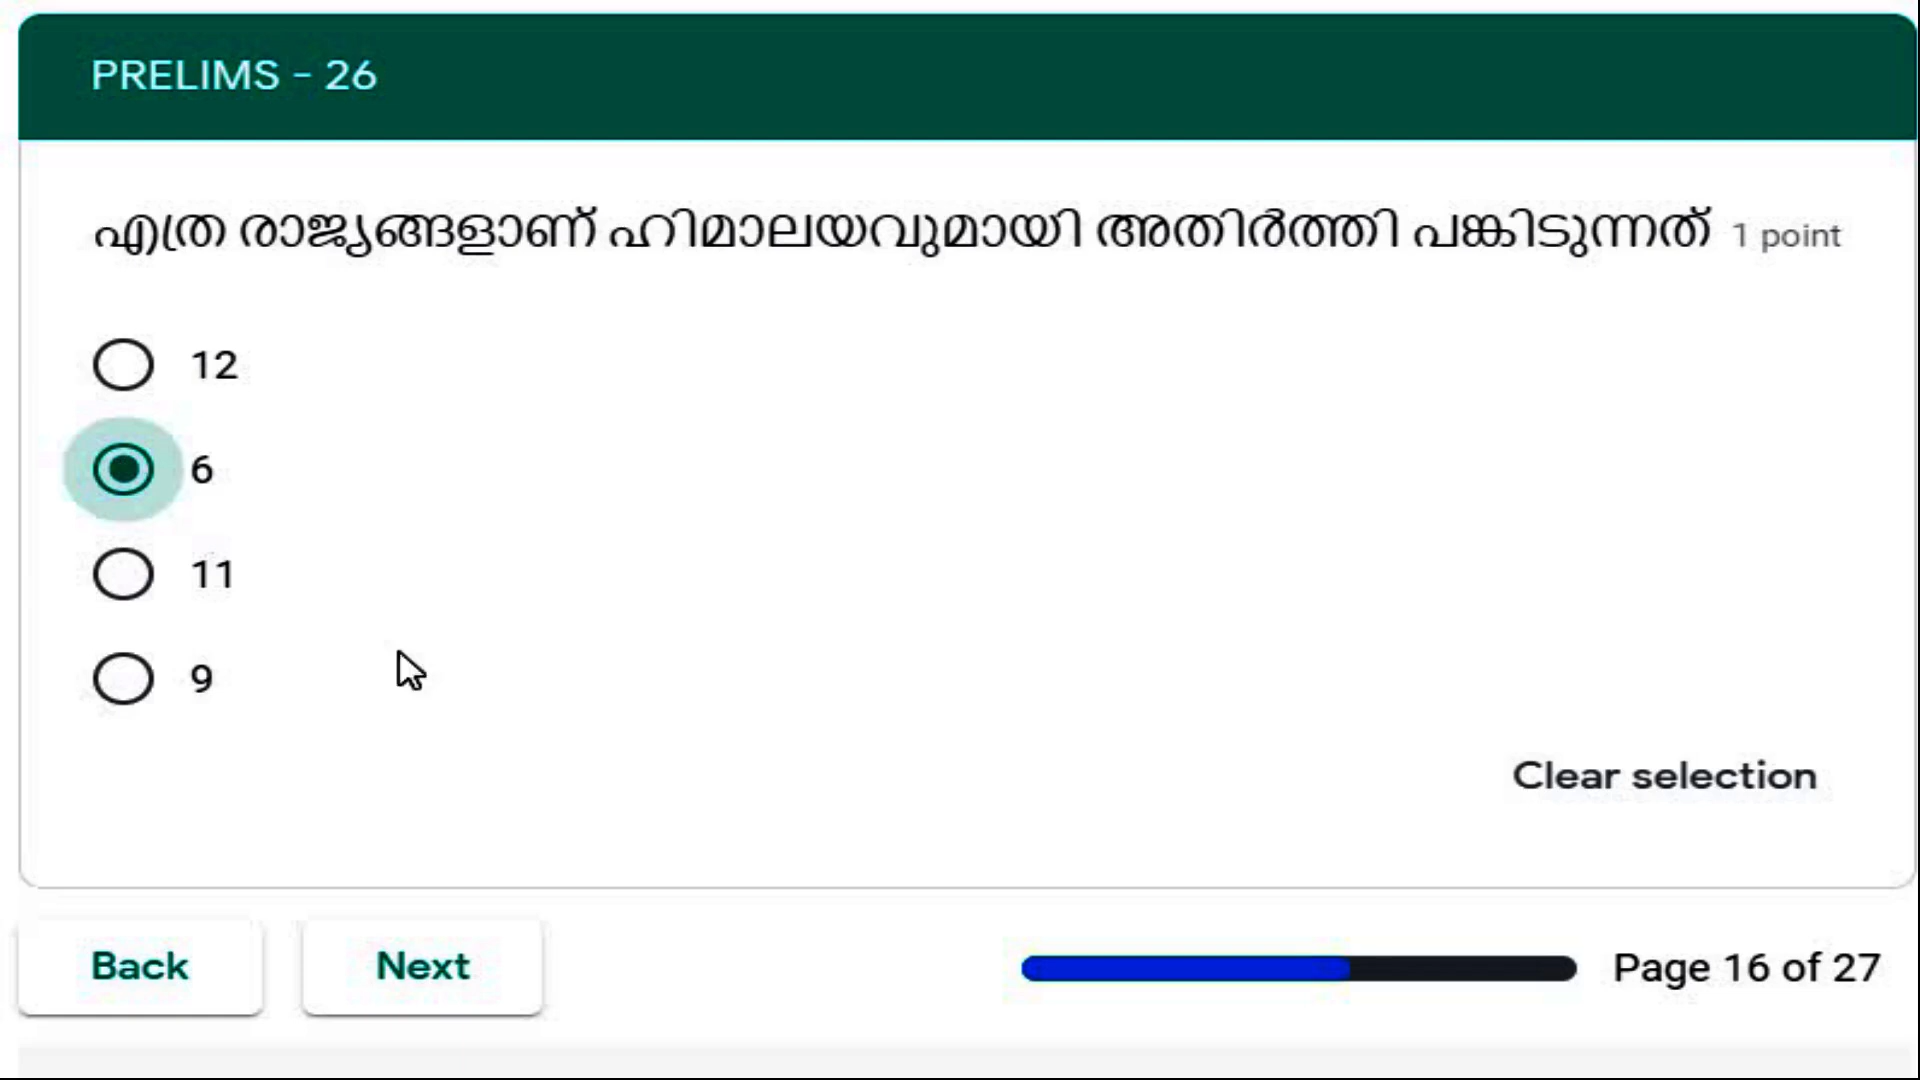 PRELIMS - 26
എത്ര രാജ്യങ്ങളാണ് ഹിമാലയവുമായി അതിർത്തി പങ്കിടുന്നത് 1 point
12
6
11
9
Clear selection
Back Next Page 16 of 27